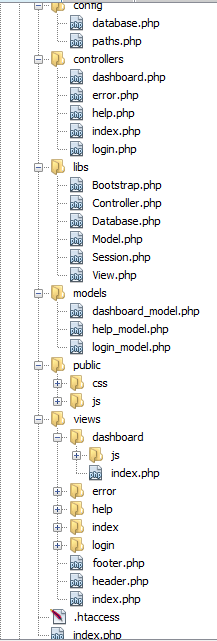 config
database.php
paths.php
controllers
dashboard.php
error.php
help.php
index.php
login.php
libs
Bootstrap.php
Controller.php
Database.php
Model.php
Session.php
View.php
models
dashboard_model.php
help_model.php
login_model.php
public
css
js
views
dashboard
js
index.php
error
help
index
login
footer.php
header.php
index.php
.htaccess
index.php